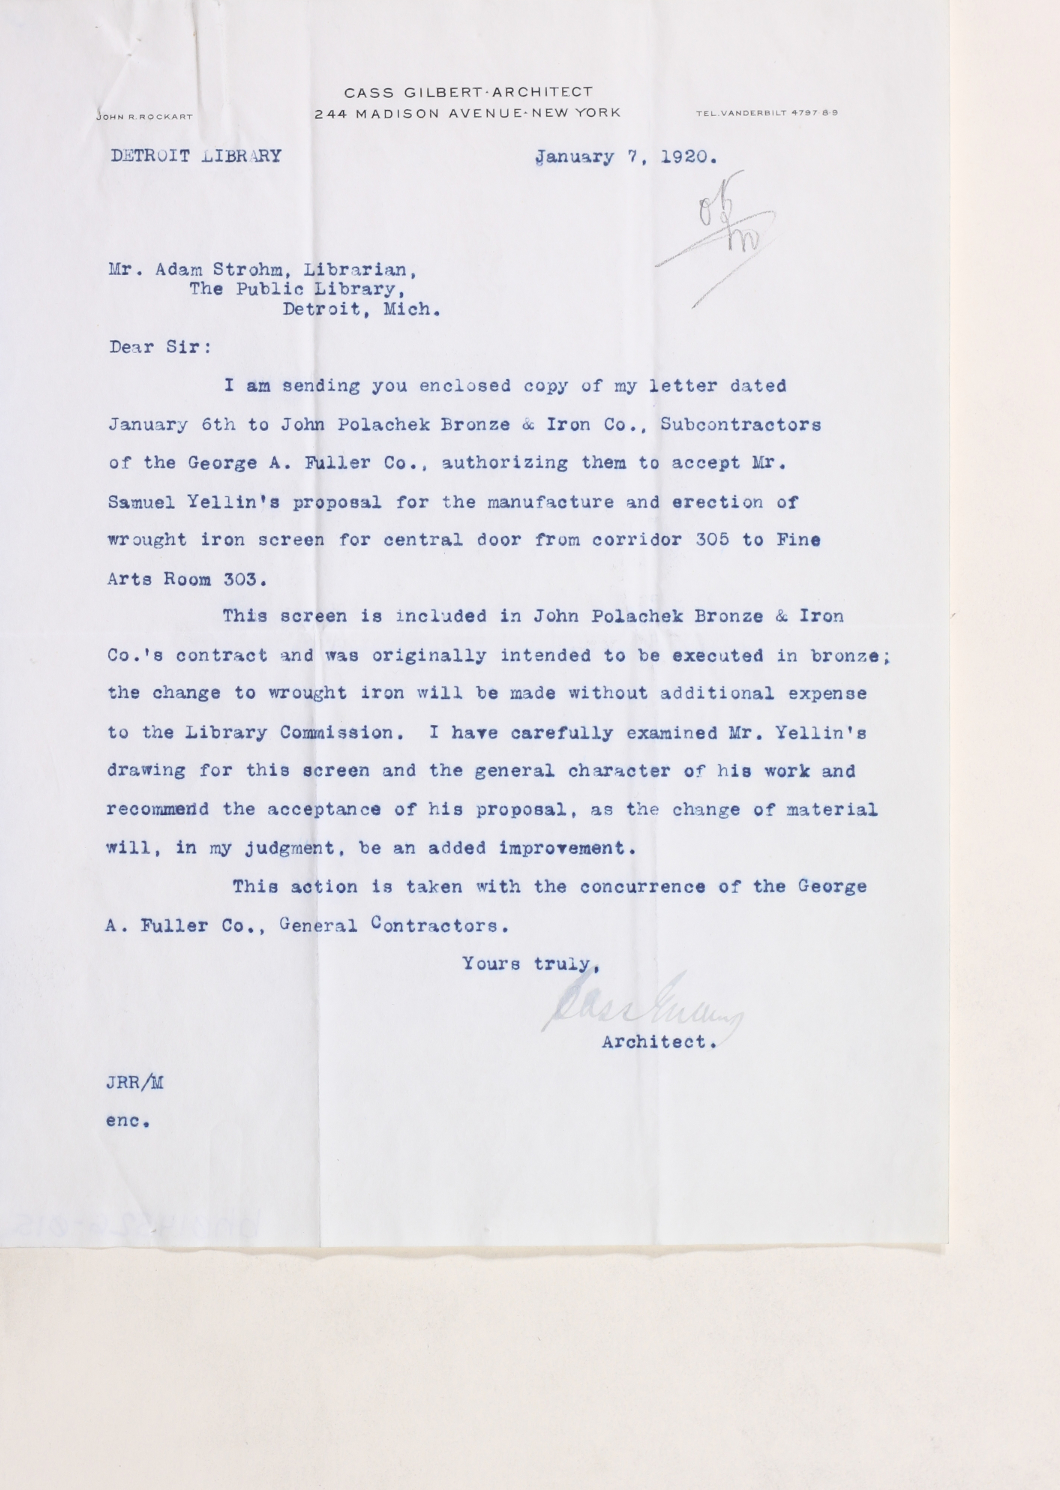 CASS GILBERT·ARCHITECT
JOHN R. ROCKART 244 MADISON AVENUE·NEW YORK TEL. VANDERBILT 4797 8·9
DETROIT LIBRARY January 7, 1920.
ok
Mr. Adam Strohm, Librarian,
The Public Library,
Detroit, Mich.
Dear Sir:
I am sending you enclosed copy of my letter dated
January 6th to John Polachek Bronze & Iron Co., Subcontractors
of the George A. Fuller Co., authorizing them to accept Mr.
Samuel Yellin's proposal for the manufacture and erection of
wrought iron screen for central door from corridor 305 to Fine
Arts Room 303.
This screen is included in John Polachek Bronze & Iron
Co.'s contract and was originally intended to be executed in bronze;
the change to wrought iron will be made without additional expense
to the Library Commission. I have carefully examined Mr. Yellin's
drawing for this screen and the general character of his work and
recommend the acceptance of his proposal, as the change of material
will, in my judgment, be an added improvement.
This action is taken with the concurrence of the George
A. Fuller Co., General Contractors.
Yours truly,
Cass Gilbert
Architect.
JRR/M
enc.